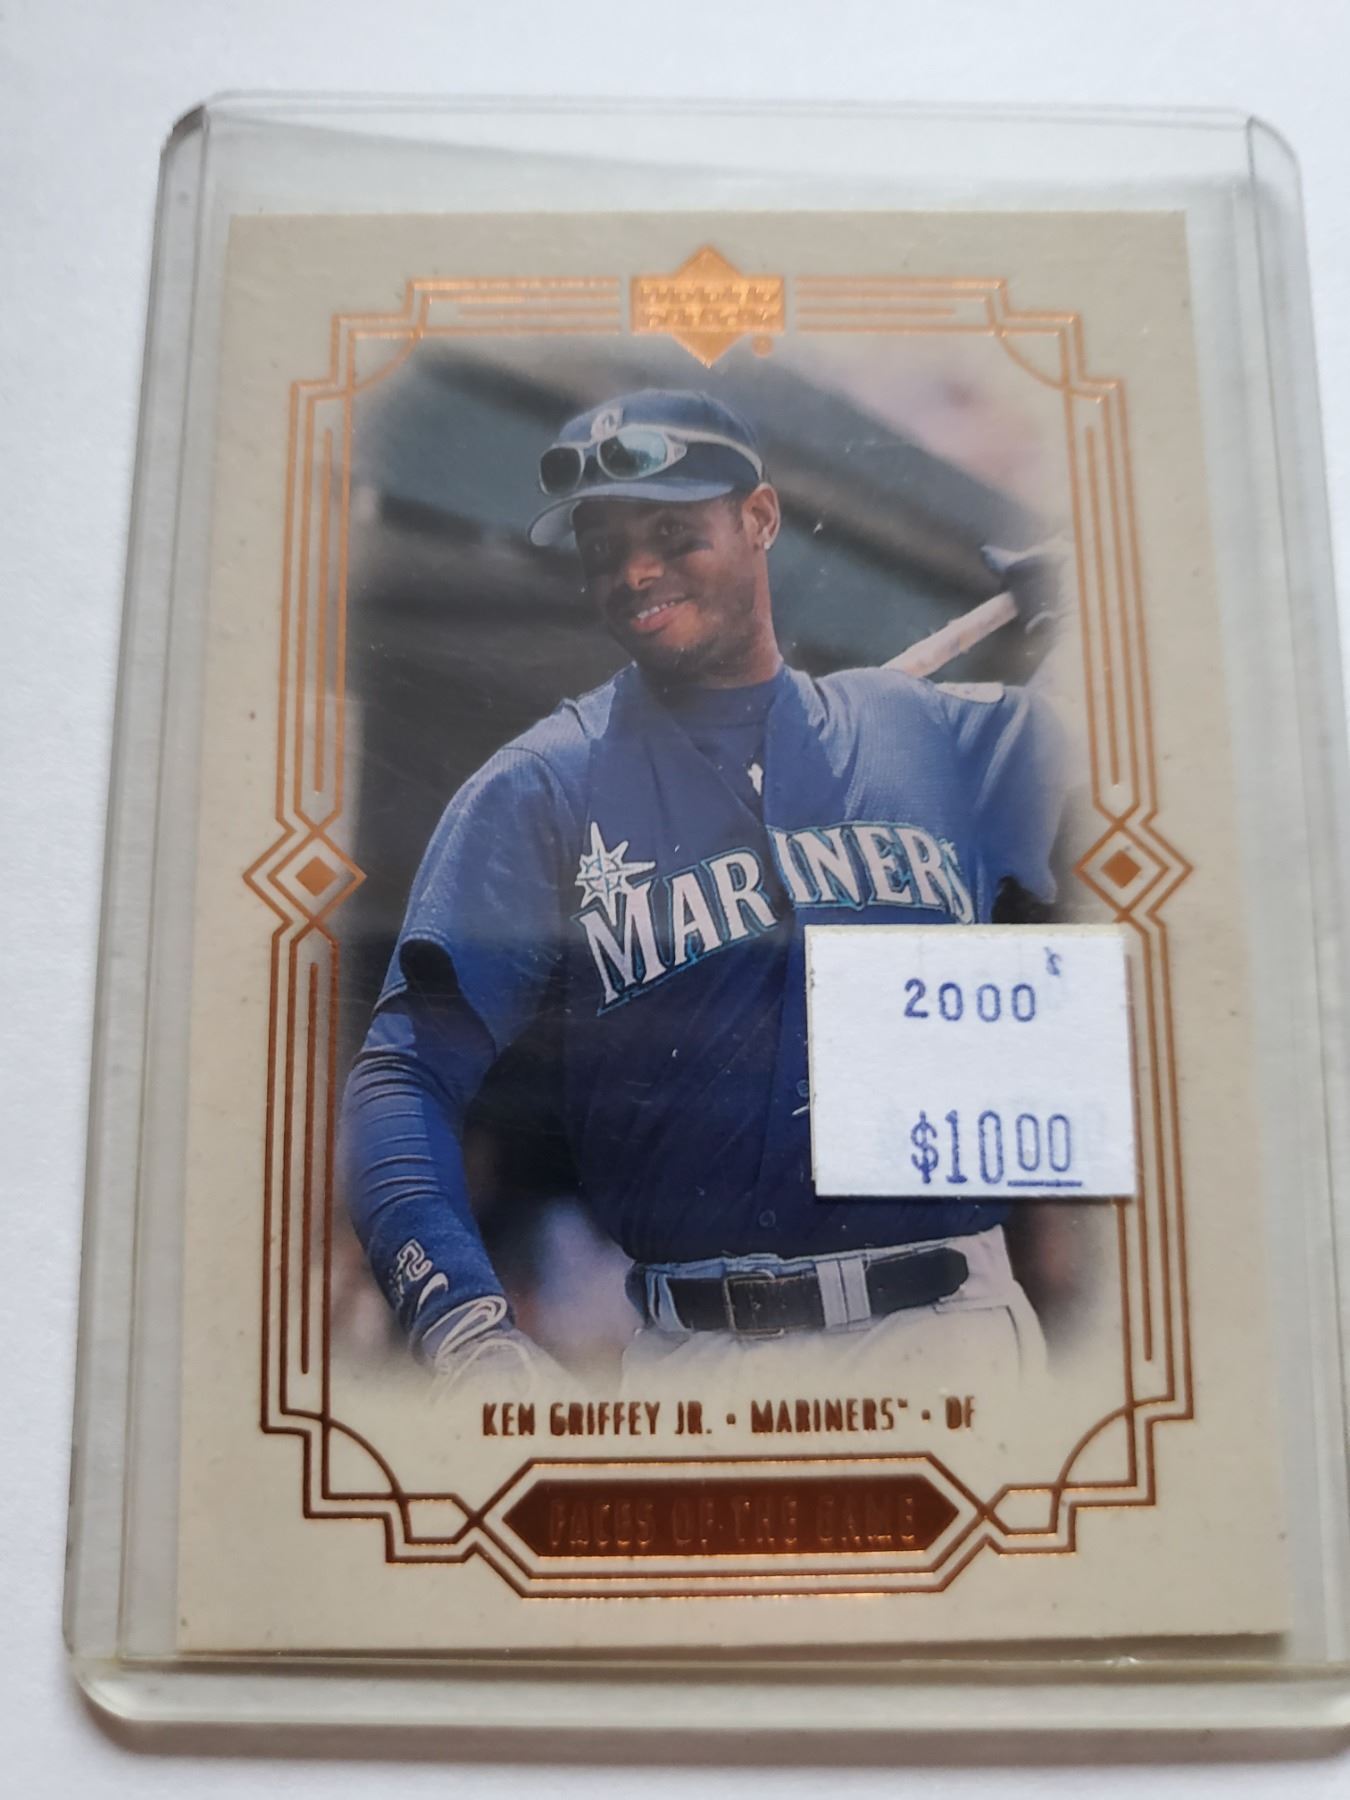 MARINERS
2000
$10.00
KEN GRIFFEY JR. · MARINERS™ · OF
FACES OF THE GAME